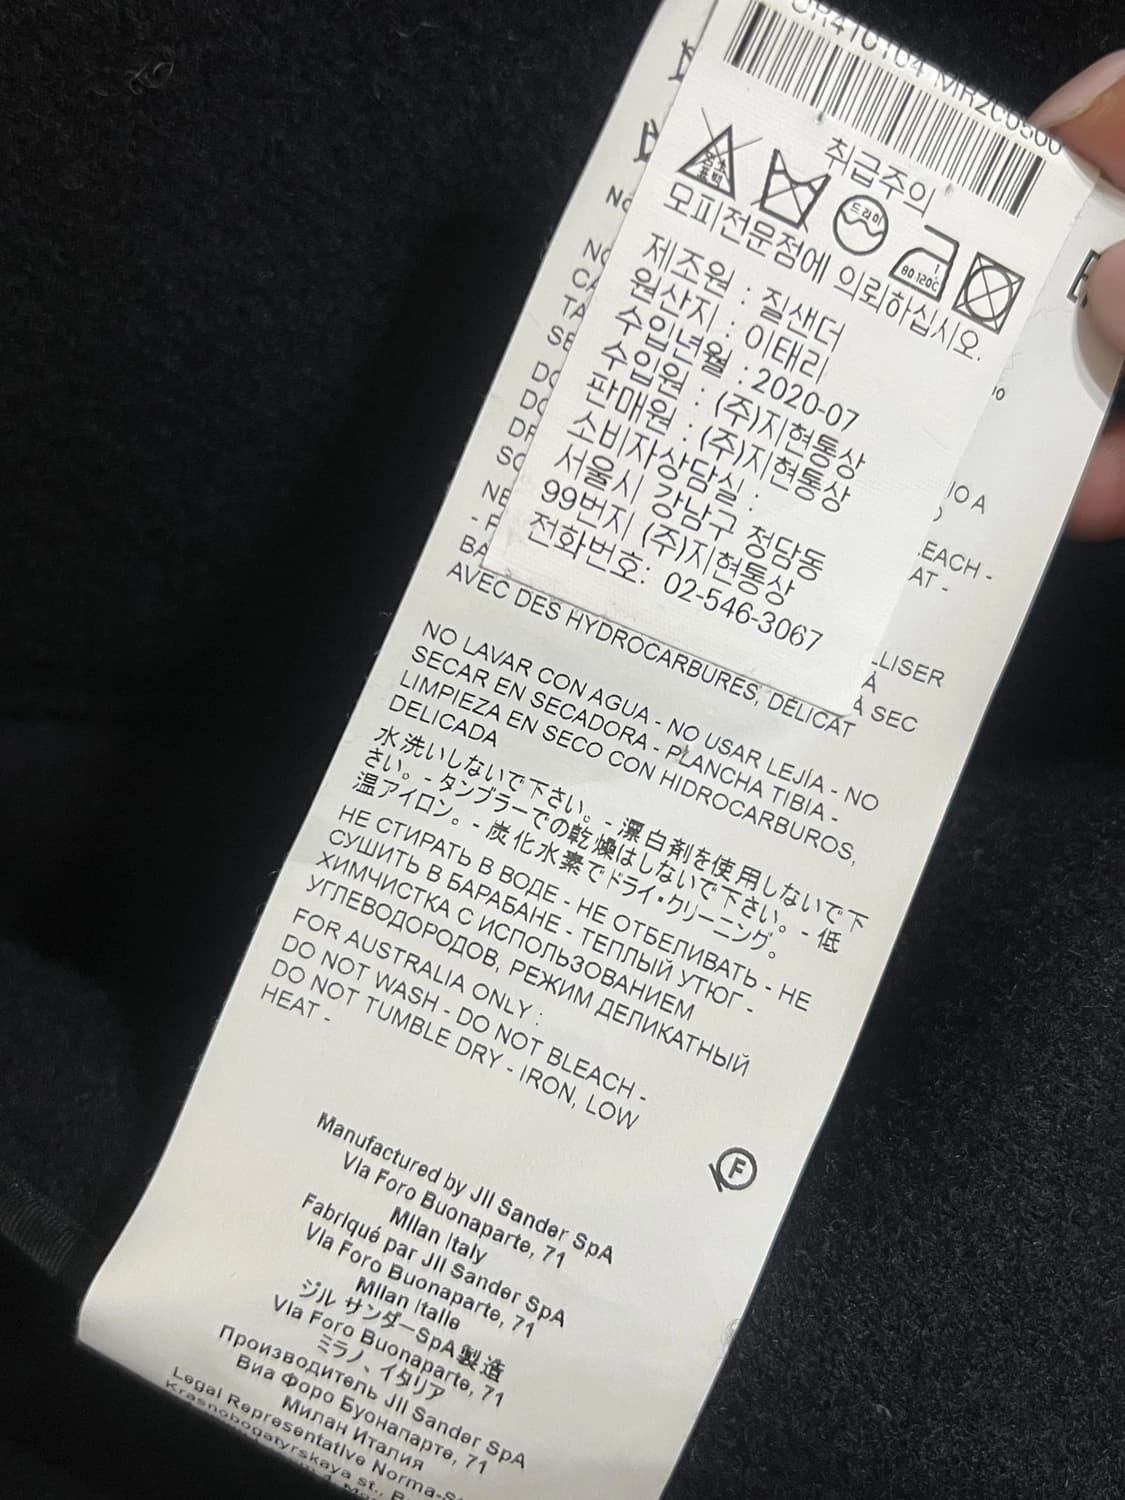 취급주의
드라이
80-120℃
모피전문점에 의뢰하십시오.
제조원 : 질샌더
원산지 : 이태리
수입년월 : 2020-07
수입원 : (주)지현통상
판매원 : (주)지현통상
소비자상담실 :
서울시 강남구 청담동
99번지 (주)지현통상
전화번호: 02-546-3067
AVEC DES HYDROCARBURES, DÉLICAT
NO LAVAR CON AGUA - NO USAR LEJÍA - NO
SECAR EN SECADORA - PLANCHA TIBIA -
LIMPIEZA EN SECO CON HIDROCARBUROS,
DELICADA
水洗いしないで下さい。- 漂白剤を使用しないで下
さい。- タンブラーでの乾燥はしないで下さい。- 低
温アイロン。- 炭化水素でドライ・クリーニング。
НЕ СТИРАТЬ В ВОДЕ - НЕ ОТБЕЛИВАТЬ - НЕ
СУШИТЬ В БАРАБАНЕ - ТЕПЛЫЙ УТЮГ -
ХИМЧИСТКА С ИСПОЛЬЗОВАНИЕМ
УГЛЕВОДОРОДОВ, РЕЖИМ ДЕЛИКАТНЫЙ
FOR AUSTRALIA ONLY :
DO NOT WASH - DO NOT BLEACH -
DO NOT TUMBLE DRY - IRON, LOW
HEAT -
F
Manufactured by Jil Sander SpA
Via Foro Buonaparte, 71
Milan Italy
Fabriqué par Jil Sander SpA
Via Foro Buonaparte, 71
Milan Italie
ジル サンダーSpA製造
Via Foro Buonaparte, 71
ミラノ、イタリア
Производитель Jil Sander SpA
Виа Форо Буонапарте, 71
Милан Италия
Legal Representative Norma-S
Krasnobogatyrskaya st., B